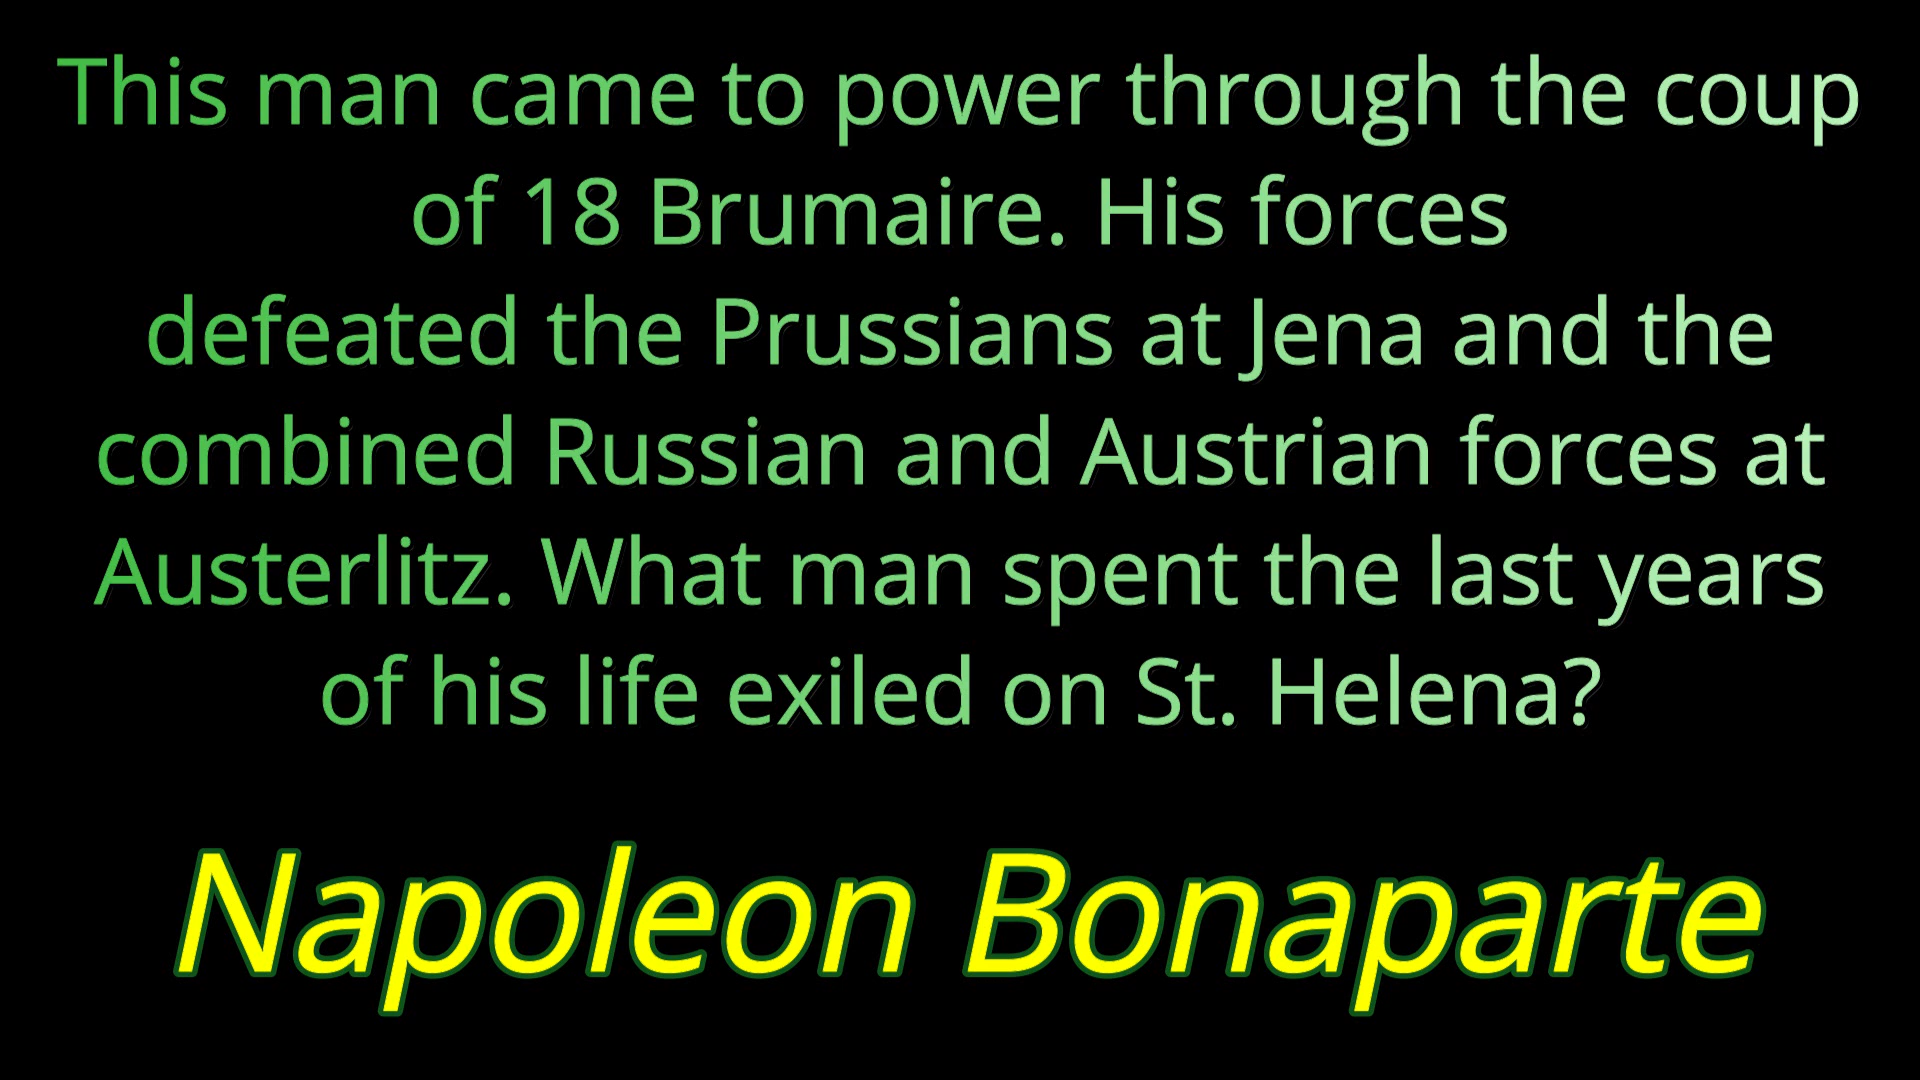 This man came to power through the coup
of 18 Brumaire. His forces
defeated the Prussians at Jena and the
combined Russian and Austrian forces at
Austerlitz. What man spent the last years
of his life exiled on St. Helena?
Napoleon Bonaparte